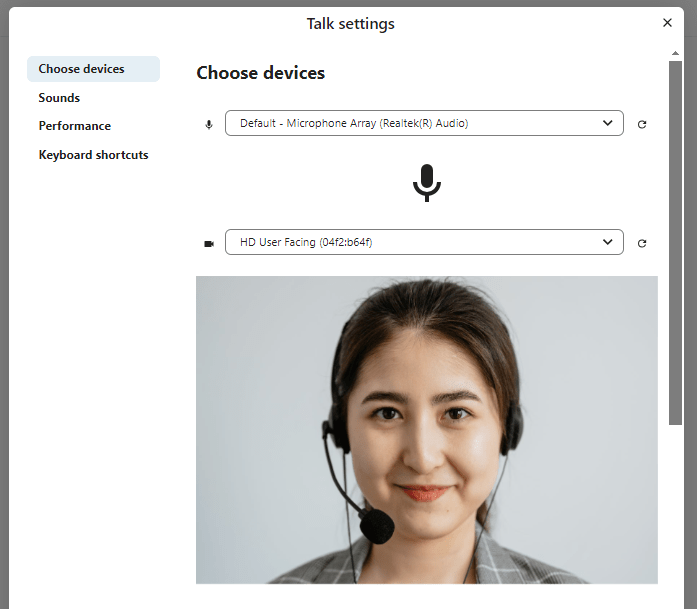 Talk settings
Choose devices
Sounds
Performance
Keyboard shortcuts
Choose devices
Default - Microphone Array (Realtek(R) Audio)
HD User Facing (04f2:b64f)